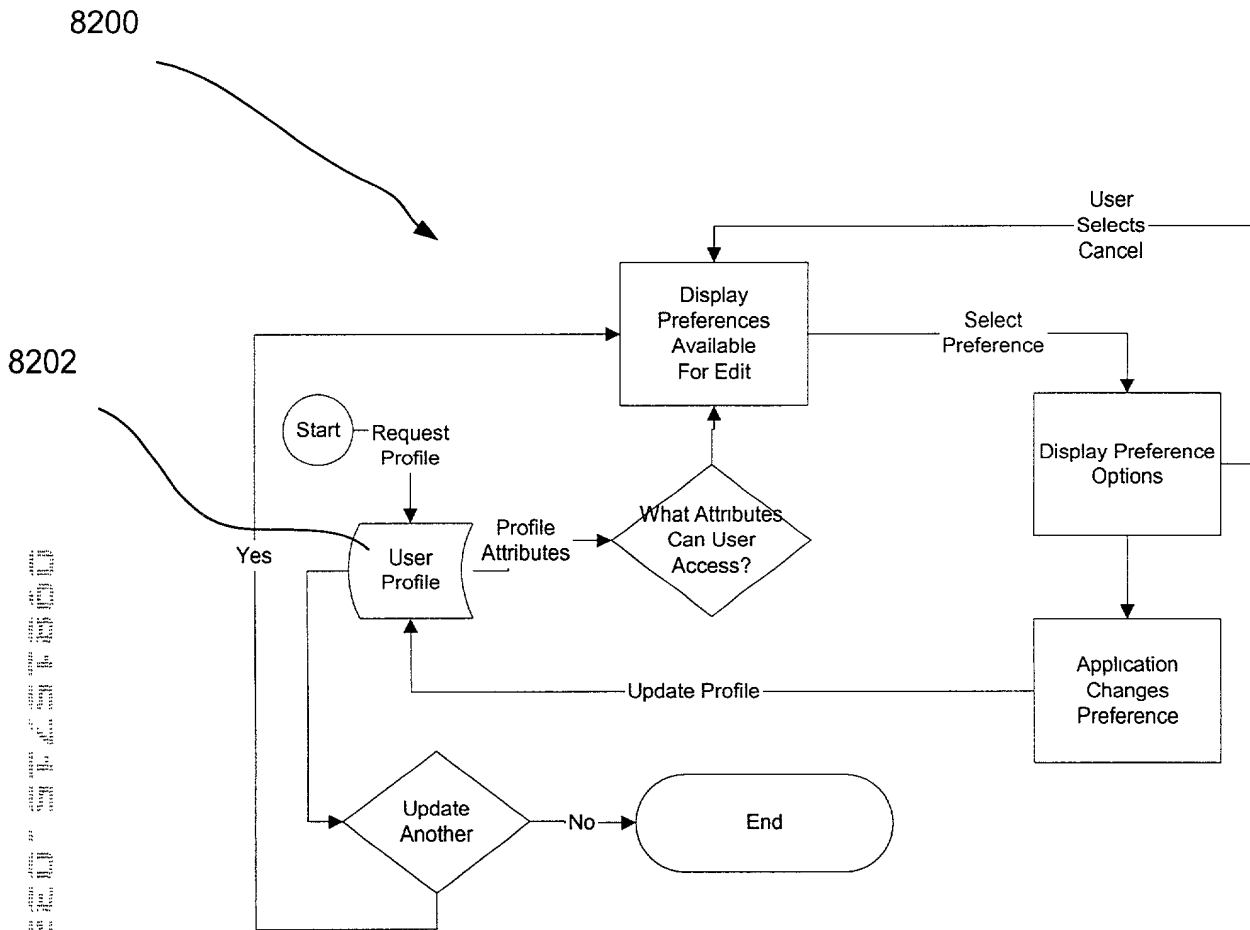 8200
User
Selects
Cancel
Display
Preferences
Available
For Edit
Select
Preference
8202
Start
Request
Profile
Display Preference
Options
What Attributes
Can User
Access?
Profile
Attributes
User
Profile
Yes
Application
Changes
Preference
Update Profile
Update
Another
No
End